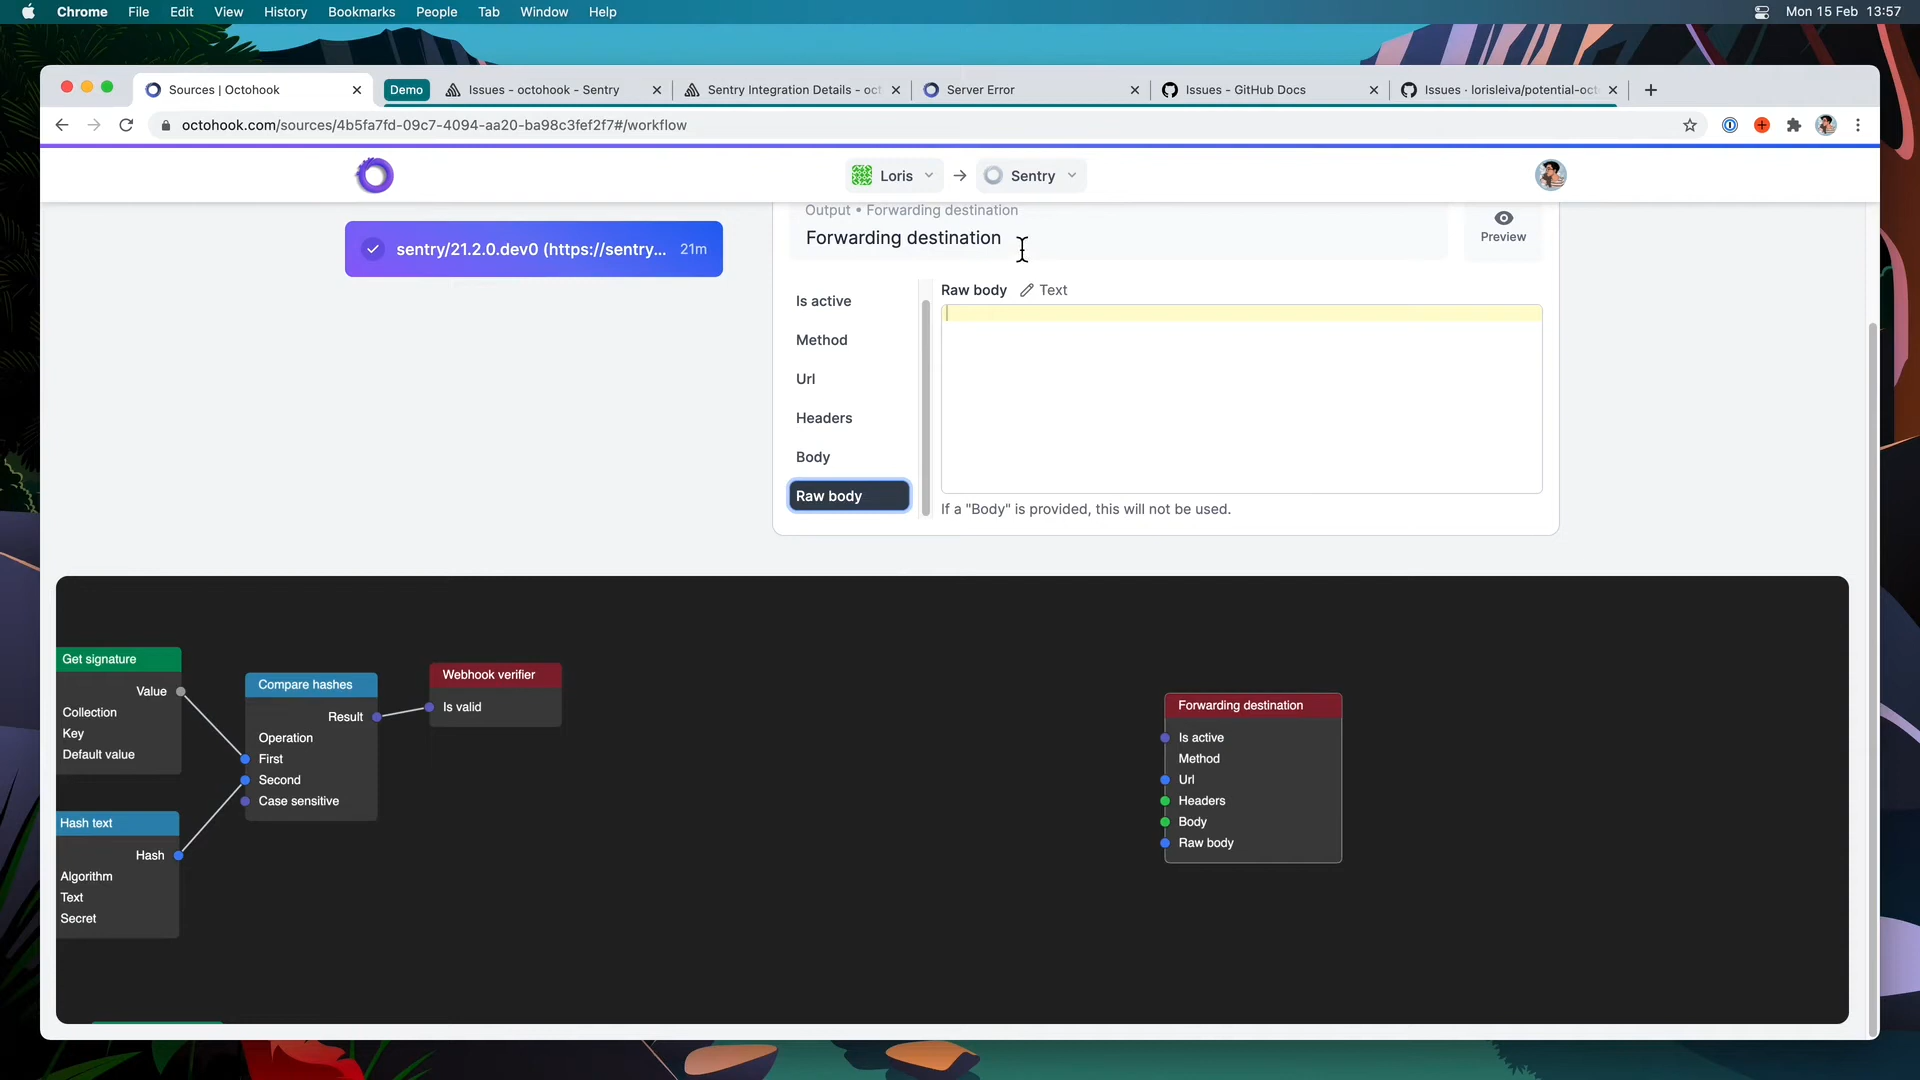 Chrome File Edit View History Bookmarks People Tab Window Help
Mon 15 Feb 13:57
Sources | Octohook
Demo
Issues - octohook - Sentry
Sentry Integration Details - oct
Server Error
Issues - GitHub Docs
Issues · lorisleiva/potential-oct
octohook.com/sources/4b5fa7fd-09c7-4094-aa20-ba98c3fef2f7#/workflow
Loris
Sentry
sentry/21.2.0.dev0 (https://sentry... 21m
Output • Forwarding destination
Forwarding destination
Preview
Is active
Method
Url
Headers
Body
Raw body
Raw body Text
If a "Body" is provided, this will not be used.
Get signature
Value
Collection
Key
Default value
Hash text
Hash
Algorithm
Text
Secret
Compare hashes
Result
Operation
First
Second
Case sensitive
Webhook verifier
Is valid
Forwarding destination
Is active
Method
Url
Headers
Body
Raw body